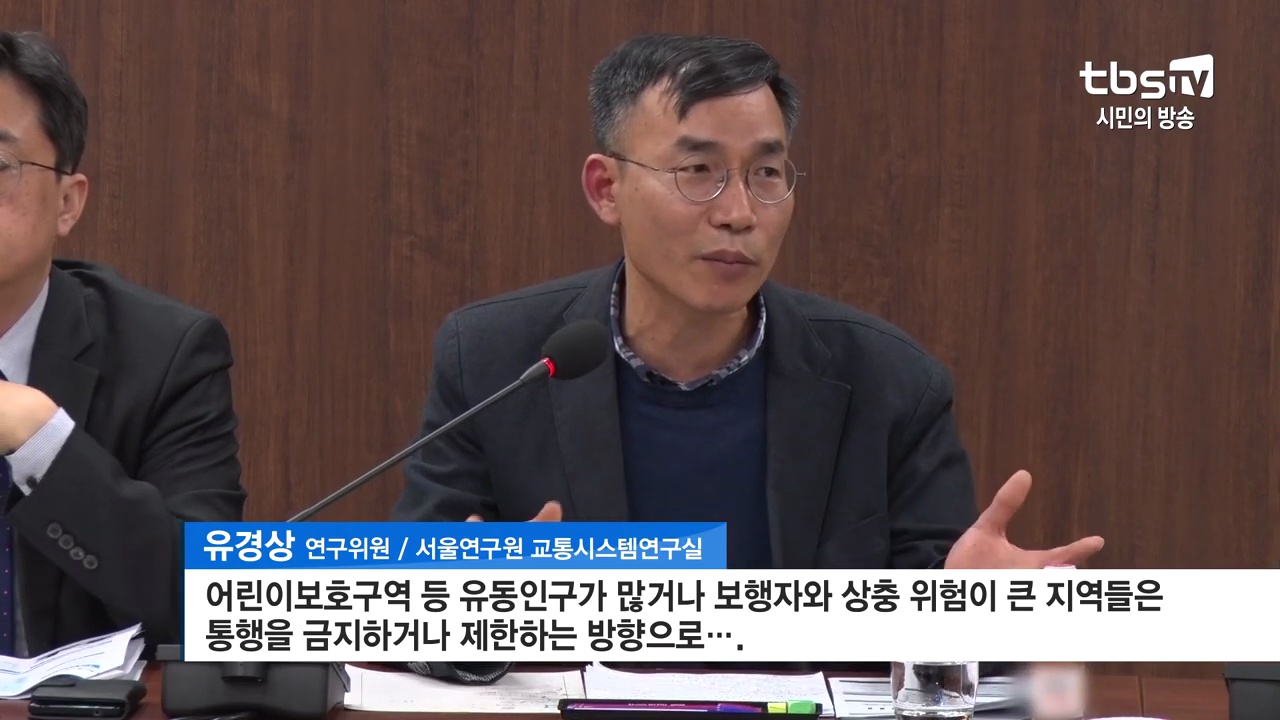 tbs TV
시민의 방송
유경상 연구위원 / 서울연구원 교통시스템연구실
어린이보호구역 등 유동인구가 많거나 보행자와 상충 위험이 큰 지역들은
통행을 금지하거나 제한하는 방향으로….